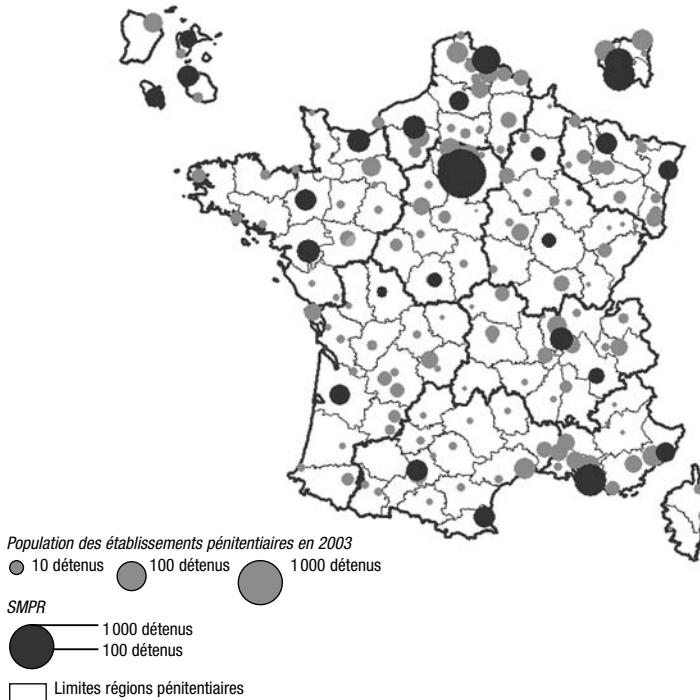 Population des établissements pénitentiaires en 2003
10 détenus 100 détenus 1 000 détenus
SMPR
1 000 détenus
100 détenus
Limites régions pénitentiaires